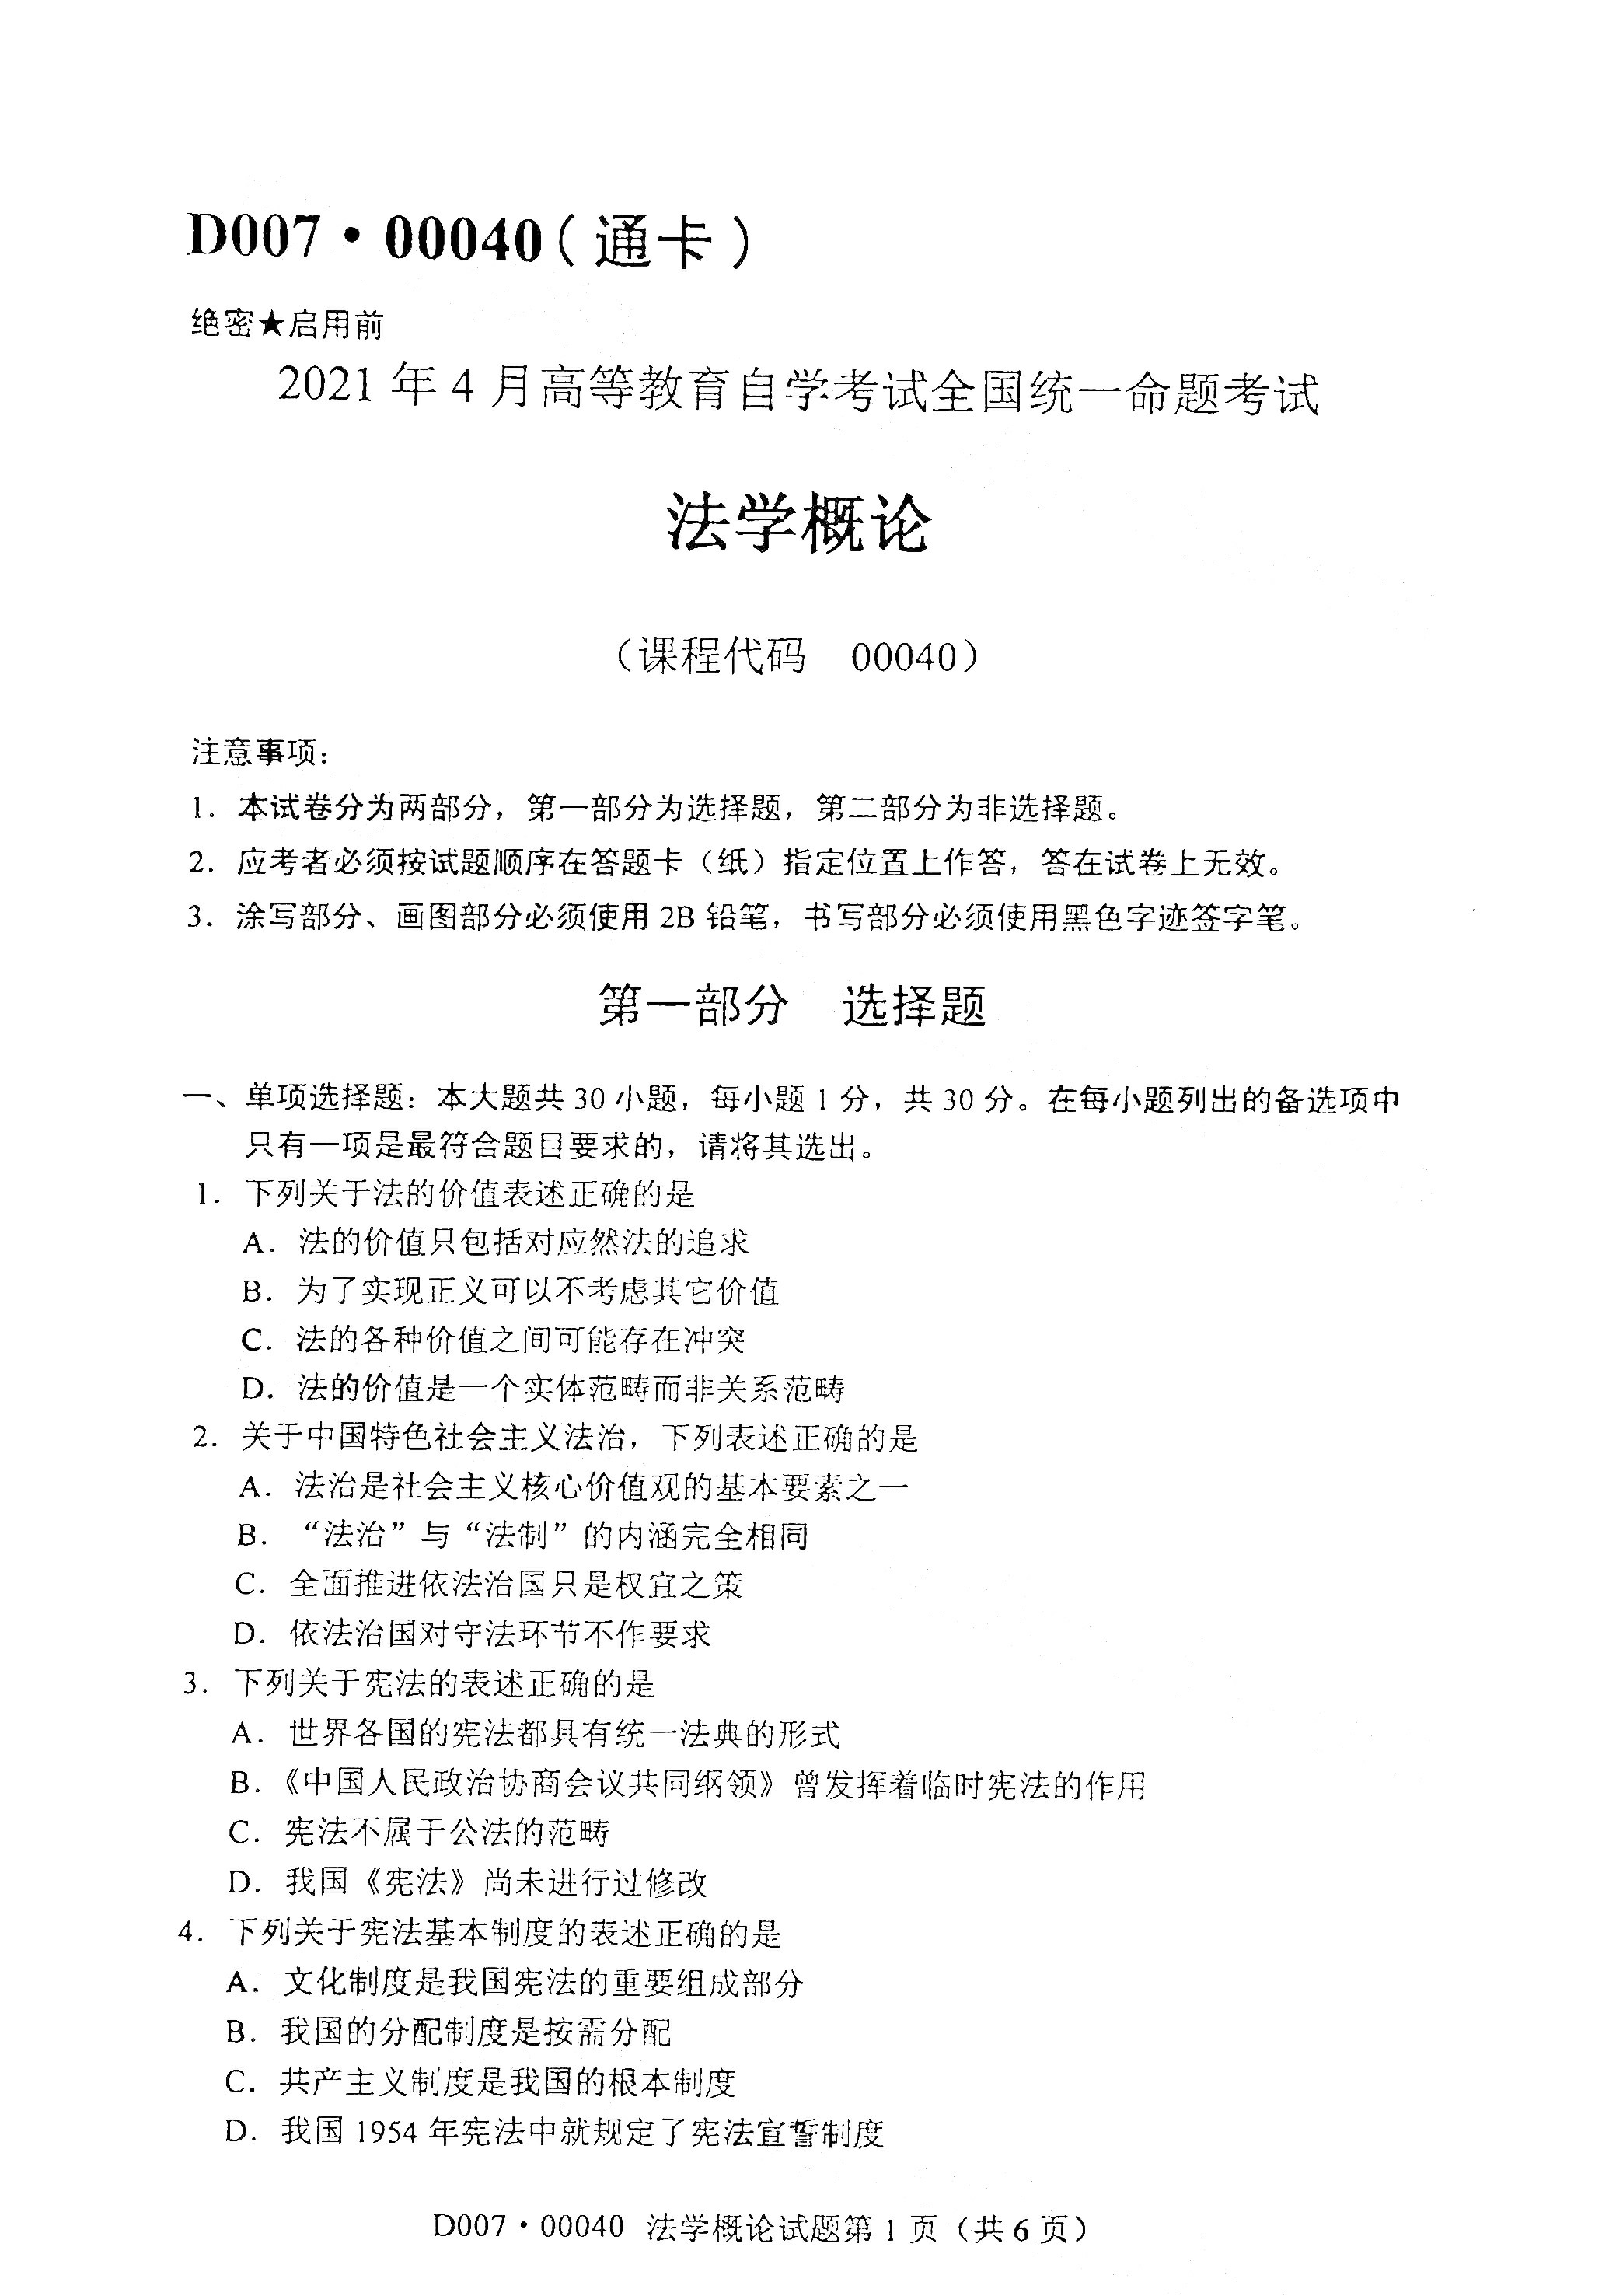 D007·00040（通卡）
绝密★启用前
2021 年 4 月高等教育自学考试全国统一命题考试
法学概论
（课程代码 00040）
注意事项：
1. 本试卷分为两部分，第一部分为选择题，第二部分为非选择题。
2. 应考者必须按试题顺序在答题卡（纸）指定位置上作答，答在试卷上无效。
3. 涂写部分、画图部分必须使用 2B 铅笔，书写部分必须使用黑色字迹签字笔。
第一部分 选择题
一、单项选择题：本大题共 30 小题，每小题 1 分，共 30 分。在每小题列出的备选项中
只有一项是最符合题目要求的，请将其选出。
1. 下列关于法的价值表述正确的是
A. 法的价值只包括对应然法的追求
B. 为了实现正义可以不考虑其它价值
C. 法的各种价值之间可能存在冲突
D. 法的价值是一个实体范畴而非关系范畴
2. 关于中国特色社会主义法治，下列表述正确的是
A. 法治是社会主义核心价值观的基本要素之一
B. “法治”与“法制”的内涵完全相同
C. 全面推进依法治国只是权宜之策
D. 依法治国对守法环节不作要求
3. 下列关于宪法的表述正确的是
A. 世界各国的宪法都具有统一法典的形式
B.《中国人民政治协商会议共同纲领》曾发挥着临时宪法的作用
C. 宪法不属于公法的范畴
D. 我国《宪法》尚未进行过修改
4. 下列关于宪法基本制度的表述正确的是
A. 文化制度是我国宪法的重要组成部分
B. 我国的分配制度是按需分配
C. 共产主义制度是我国的根本制度
D. 我国 1954 年宪法中就规定了宪法宣誓制度
D007·00040 法学概论试题第 1 页（共 6 页）